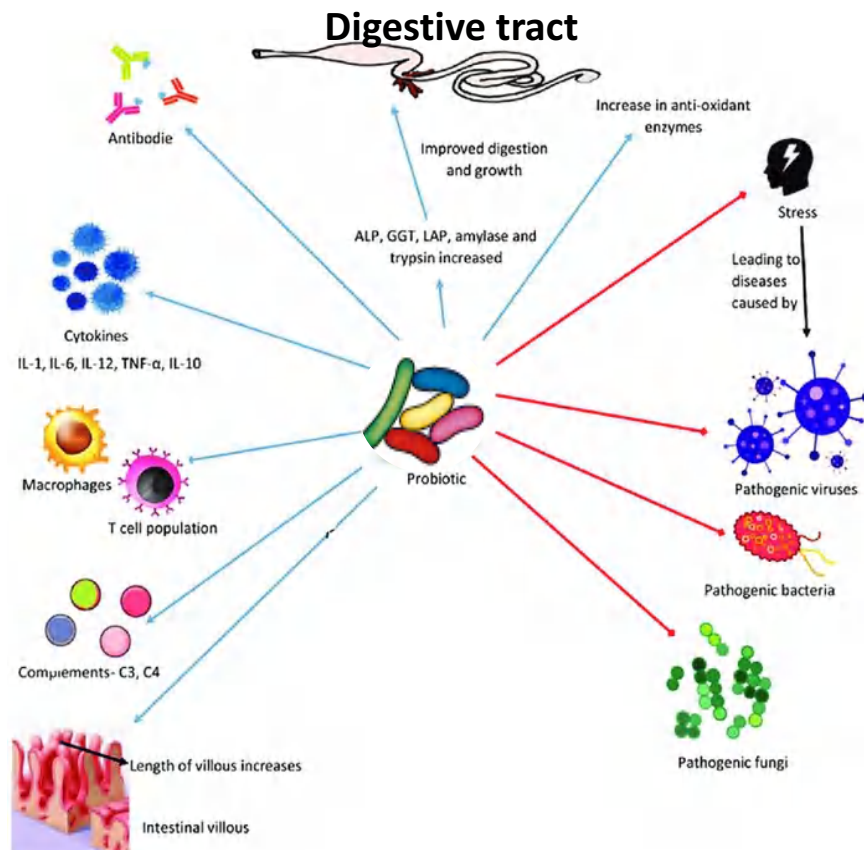 Digestive tract
Antibodie
Improved digestion
and growth
Increase in anti-oxidant
enzymes
ALP, GGT, LAP, amylase and
trypsin increased
Stress
Leading to
diseases
caused by
Cytokines
IL-1, IL-6, IL-12, TNF-α, IL-10
Macrophages
T cell population
Probiotic
Pathogenic viruses
Pathogenic bacteria
Complements- C3, C4
Pathogenic fungi
Length of villous increases
Intestinal villous